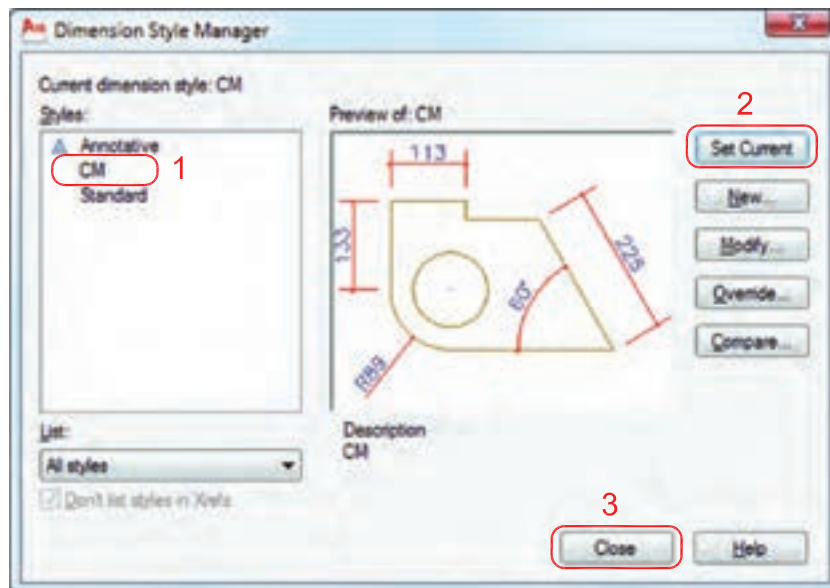 Dimension Style Manager
Current dimension style: CM
Styles:
Annotative
CM
Standard
1
Preview of: CM
113
133
225
60°
R89
2
Set Current
New...
Modify...
Override...
Compare...
List:
All styles
Don't list styles in Xrefs
Description
CM
3
Close
Help